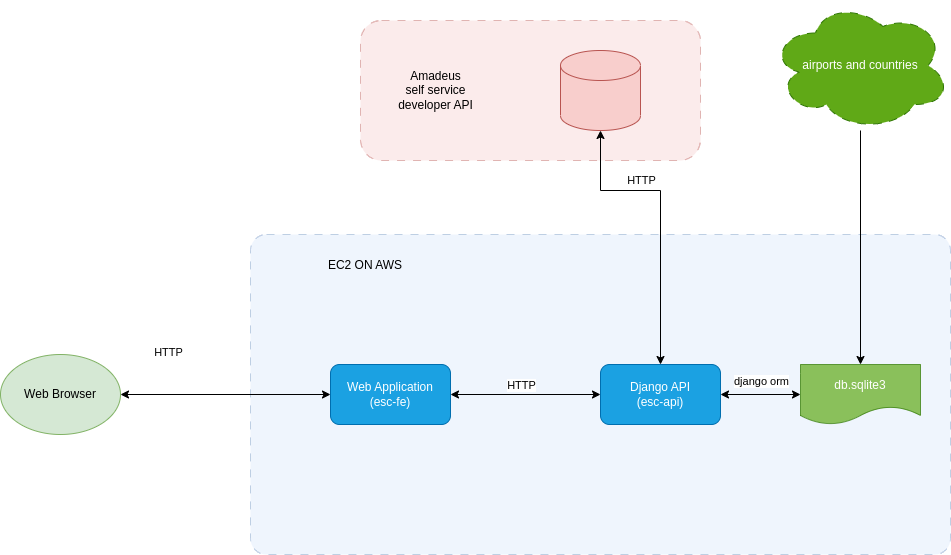 Amadeus
self service
developer API
airports and countries
HTTP
EC2 ON AWS
HTTP
Web Browser
Web Application
(esc-fe)
HTTP
Django API
(esc-api)
django orm
db.sqlite3